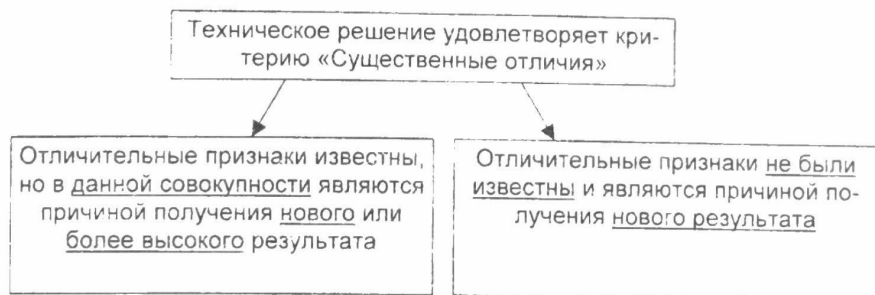 Техническое решение удовлетворяет кри-
терию «Существенные отличия»
Отличительные признаки известны,
но в данной совокупности являются
причиной получения нового или
более высокого результата
Отличительные признаки не были
известны и являются причиной по-
лучения нового результата